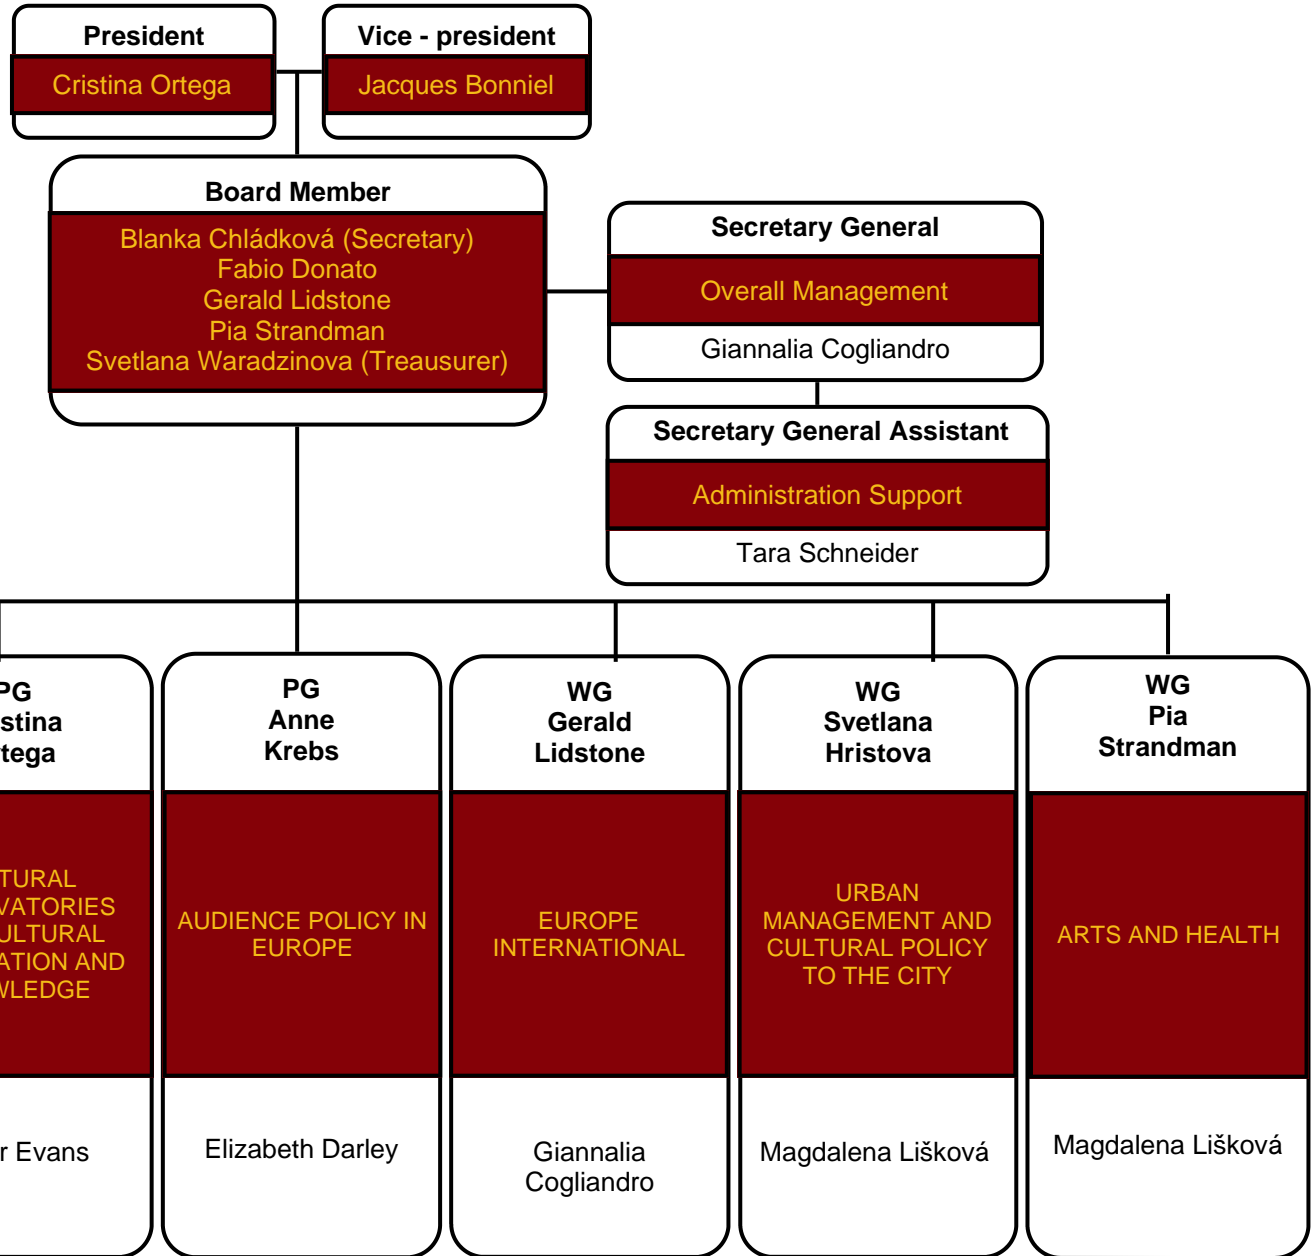 President
Cristina Ortega
Vice - president
Jacques Bonniel
Board Member
Blanka Chládková (Secretary)
Fabio Donato
Gerald Lidstone
Pia Strandman
Svetlana Waradzinova (Treausurer)
Secretary General
Overall Management
Giannalia Cogliandro
Secretary General Assistant
Administration Support
Tara Schneider
AND
Evans
PG
Anne
Krebs
AUDIENCE POLICY IN
EUROPE
Elizabeth Darley
WG
Gerald
Lidstone
EUROPE
INTERNATIONAL
Giannalia
Cogliandro
WG
Svetlana
Hristova
URBAN
MANAGEMENT AND
CULTURAL POLICY
TO THE CITY
Magdalena Lišková
WG
Pia
Strandman
ARTS AND HEALTH
Magdalena Lišková